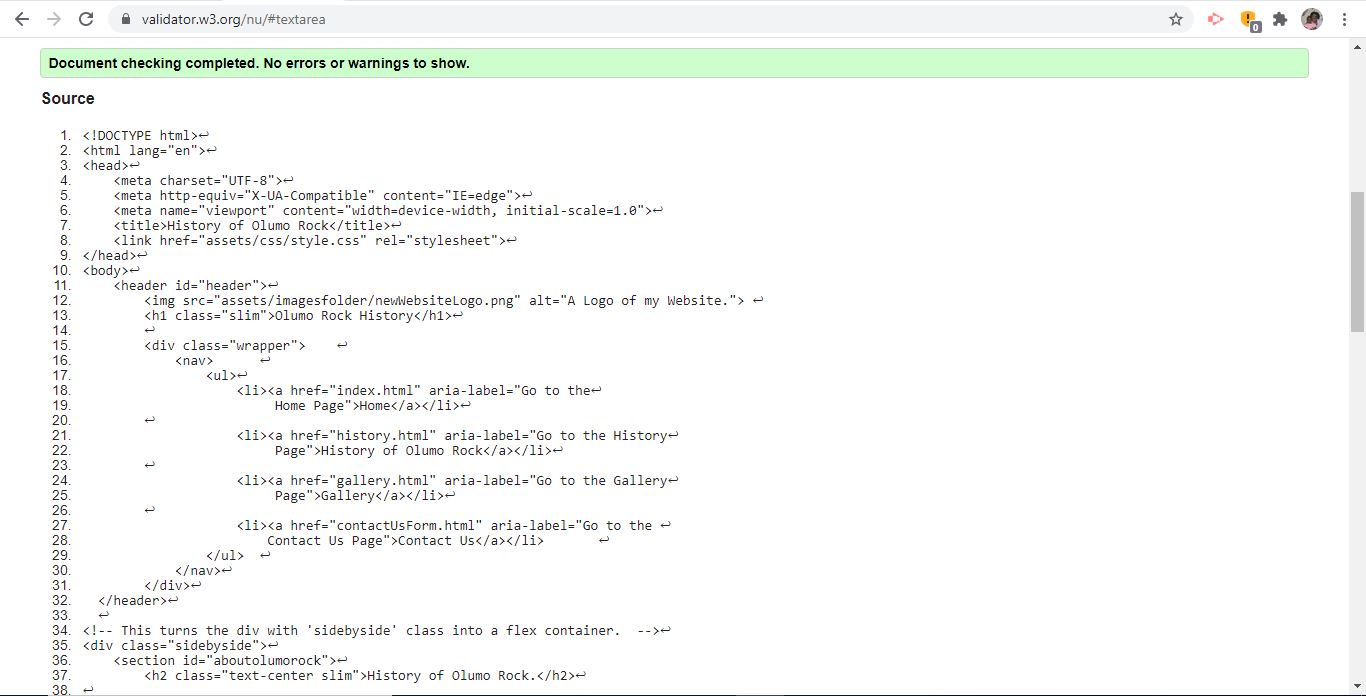 validator.w3.org/nu/#textarea
0
Document checking completed. No errors or warnings to show.
Source
1. <!DOCTYPE html>↩
2. <html lang="en">↩
3. <head>↩
4.     <meta charset="UTF-8">↩
5.     <meta http-equiv="X-UA-Compatible" content="IE=edge">↩
6.     <meta name="viewport" content="width=device-width, initial-scale=1.0">↩
7.     <title>History of Olumo Rock</title>↩
8.     <link href="assets/css/style.css" rel="stylesheet">↩
9. </head>↩
10. <body>↩
11.     <header id="header">↩
12.         <img src="assets/imagesfolder/newWebsiteLogo.png" alt="A Logo of my Website."> ↩
13.         <h1 class="slim">Olumo Rock History</h1>↩
14.         ↩
15.         <div class="wrapper">    ↩
16.             <nav>      ↩
17.                 <ul>↩
18.                     <li><a href="index.html" aria-label="Go to the↩
19.                          Home Page">Home</a></li>↩
20.         ↩
21.                     <li><a href="history.html" aria-label="Go to the History↩
22.                          Page">History of Olumo Rock</a></li>↩
23.         ↩
24.                     <li><a href="gallery.html" aria-label="Go to the Gallery↩
25.                          Page">Gallery</a></li>↩
26.         ↩
27.                     <li><a href="contactUsForm.html" aria-label="Go to the ↩
28.                         Contact Us Page">Contact Us</a></li>       ↩
29.                 </ul>  ↩
30.             </nav>↩
31.         </div>↩
32.   </header>↩
33.   ↩
34. <!-- This turns the div with 'sidebyside' class into a flex container.  -->↩
35. <div class="sidebyside">↩
36.     <section id="aboutolumorock">↩
37.         <h2 class="text-center slim">History of Olumo Rock.</h2>↩
38. ↩